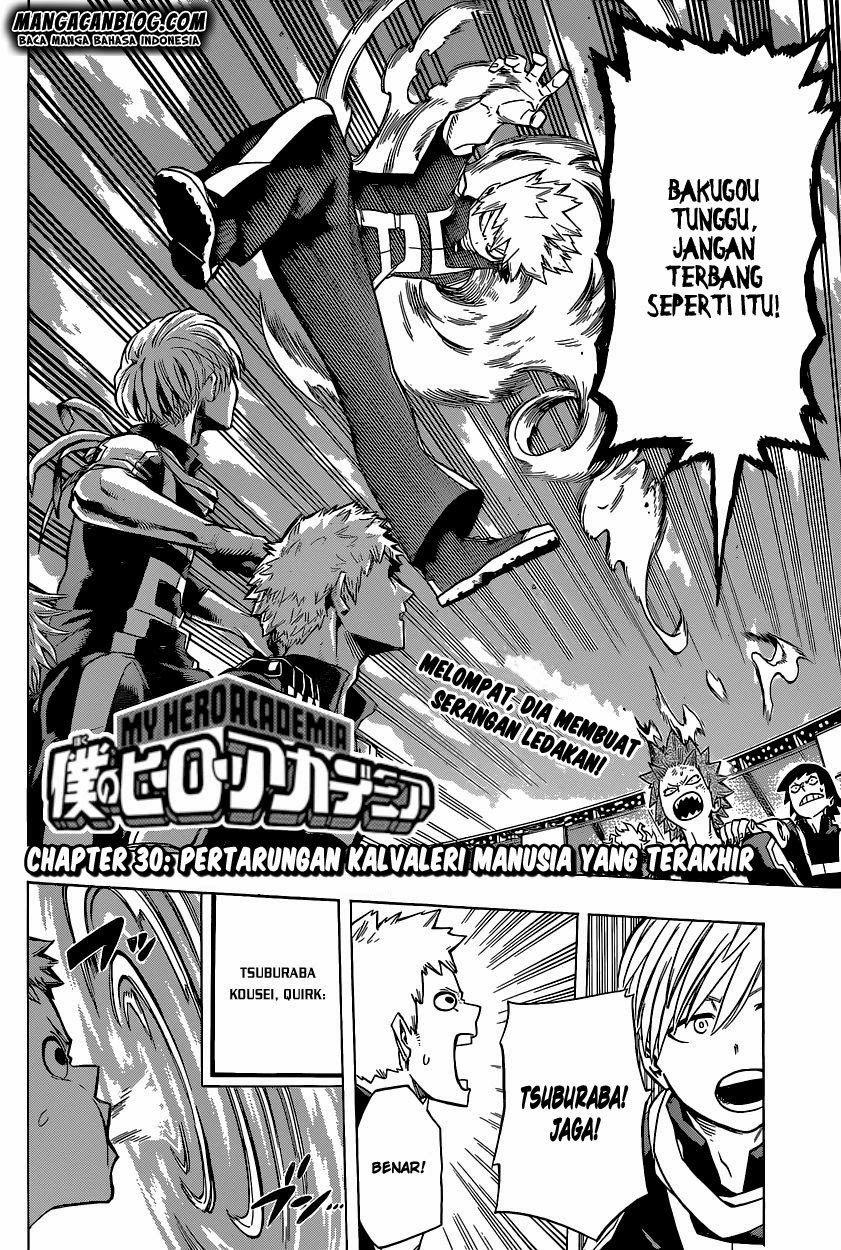 MANGACANBLOG.COM
BACA MANGA BAHASA INDONESIA
BAKUGOU
TUNGGU,
JANGAN
TERBANG
SEPERTI ITU!
MELOMPAT, DIA MEMBUAT
SERANGAN LEDAKAN!
MY HERO ACADEMIA
僕のヒーローアカデミア
CHAPTER 30: PERTARUNGAN KALVALERI MANUSIA YANG TERAKHIR
TSUBURABA!
JAGA!
BENAR!
TSUBURABA
KOUSEI, QUIRK: